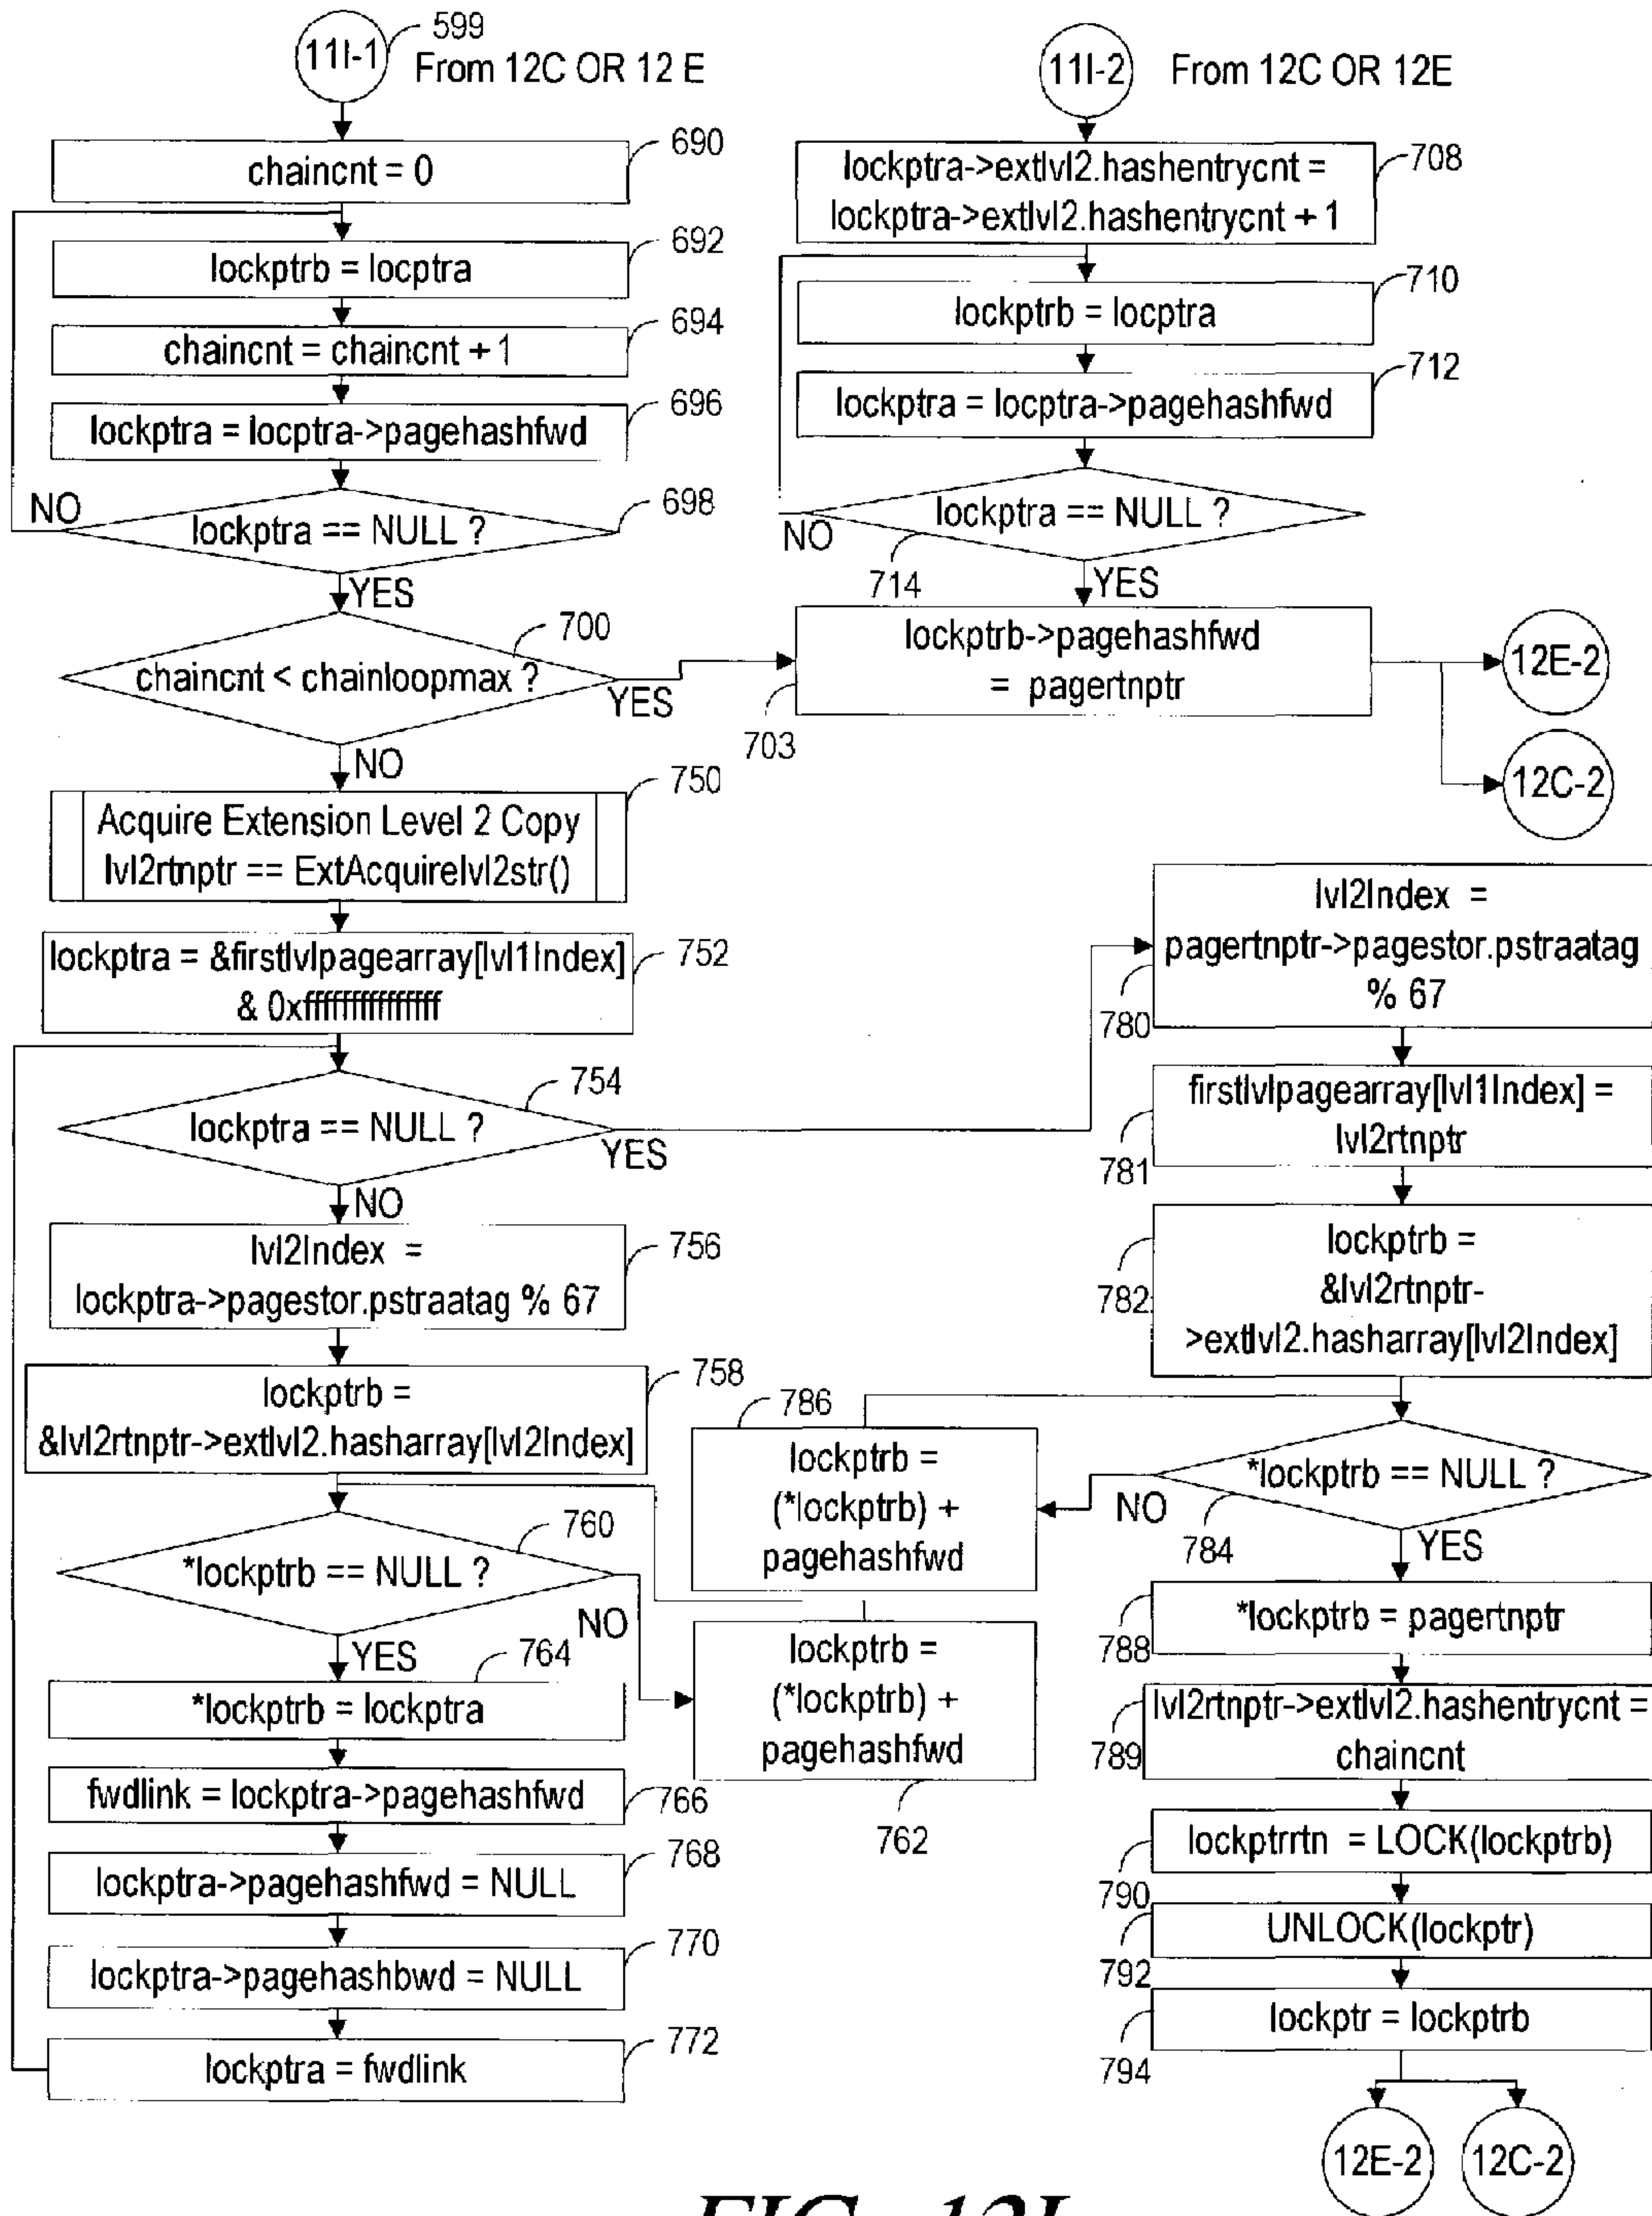 11I-1
599
From 12C OR 12 E
690
chaincnt = 0
692
lockptrb = locptra
694
chaincnt = chaincnt + 1
696
lockptra = locptra->pagehashfwd
698
NO
lockptra == NULL ?
YES
700
chaincnt < chainloopmax ?
YES
NO
750
Acquire Extension Level 2 Copy
lvl2rtnptr == ExtAcquirelvl2str()
lockptra = &firstlvlpagearray[lvl1Index]
& 0xfffffffffffffff
752
754
lockptra == NULL ?
YES
NO
lvl2Index =
lockptra->pagestor.pstraatag % 67
756
lockptrb =
&lvl2rtnptr->extlvl2.hasharray[lvl2Index]
758
760
*lockptrb == NULL ?
NO
YES
764
*lockptrb = lockptra
fwdlink = lockptra->pagehashfwd
766
768
lockptra->pagehashfwd = NULL
770
lockptra->pagehashbwd = NULL
772
lockptra = fwdlink
11I-2
From 12C OR 12E
lockptra->extlvl2.hashentrycnt =
lockptra->extlvl2.hashentrycnt + 1
708
710
lockptrb = locptra
712
lockptra = locptra->pagehashfwd
lockptra == NULL ?
NO
714
YES
lockptrb->pagehashfwd
= pagertnptr
703
12E-2
12C-2
lvl2Index =
pagertnptr->pagestor.pstraatag
% 67
780
firstlvlpagearray[lvl1Index] =
lvl2rtnptr
781
lockptrb =
&lvl2rtnptr-
>extlvl2.hasharray[lvl2Index]
782
786
lockptrb =
(*lockptrb) +
pagehashfwd
*lockptrb == NULL ?
NO
784
YES
lockptrb =
(*lockptrb) +
pagehashfwd
762
*lockptrb = pagertnptr
788
lvl2rtnptr->extlvl2.hashentrycnt =
chaincnt
789
lockptrrtn = LOCK(lockptrb)
790
UNLOCK(lockptr)
792
lockptr = lockptrb
794
12E-2
12C-2